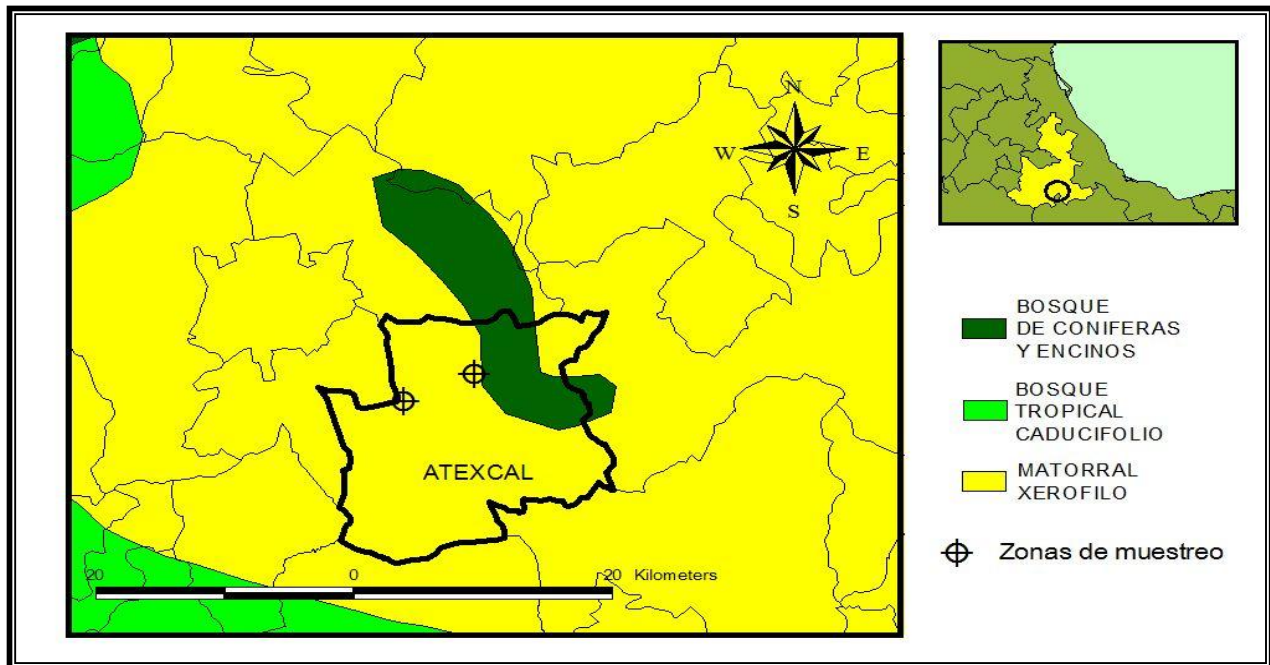 N
W
E
S
ATEXCAL
20
0
20 Kilometers
BOSQUE
DE CONIFERAS
Y ENCINOS
BOSQUE
TROPICAL
CADUCIFOLIO
MATORRAL
XEROFILO
Zonas de muestreo